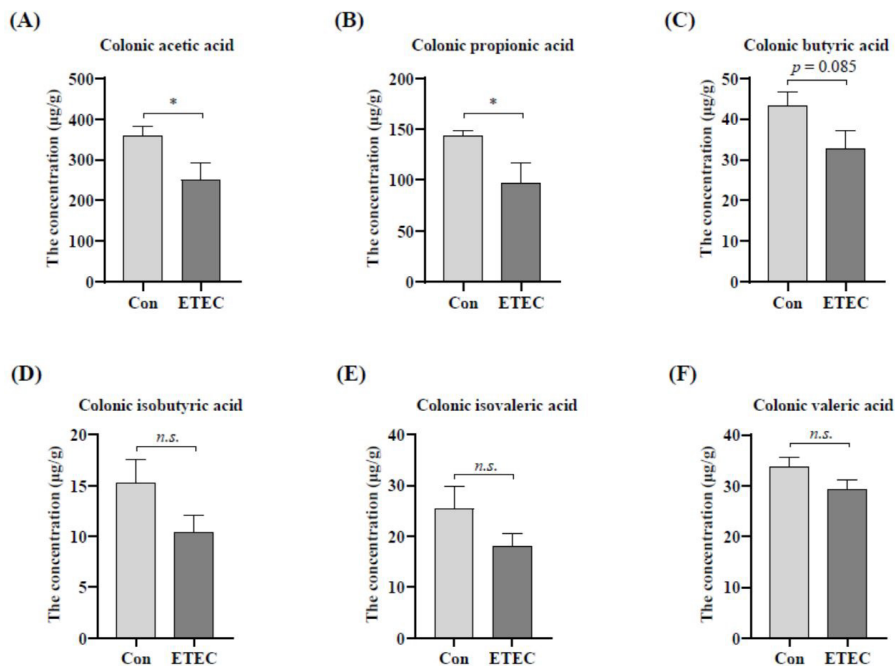 (A)
Colonic acetic acid
The concentration (μg/g)
500
400
300
200
100
0
*
Con ETEC
(B)
Colonic propionic acid
The concentration (μg/g)
200
150
100
50
0
*
Con ETEC
(C)
Colonic butyric acid
p = 0.085
The concentration (μg/g)
50
40
30
20
10
0
Con ETEC
(D)
Colonic isobutyric acid
The concentration (μg/g)
20
15
10
5
0
n.s.
Con ETEC
(E)
Colonic isovaleric acid
The concentration (μg/g)
40
30
20
10
0
n.s.
Con ETEC
(F)
Colonic valeric acid
The concentration (μg/g)
40
30
20
10
0
n.s.
Con ETEC